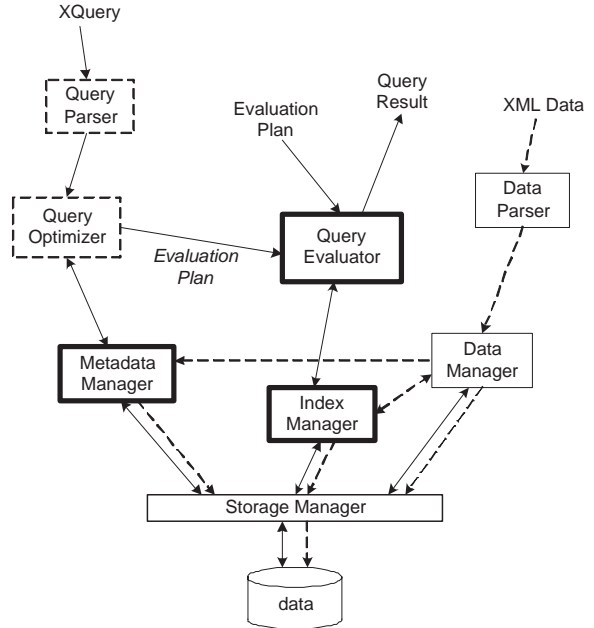 XQuery
Query
Parser
Evaluation
Plan
Query
Result
XML Data
Data
Parser
Query
Optimizer
Evaluation
Plan
Query
Evaluator
Metadata
Manager
Data
Manager
Index
Manager
Storage Manager
data